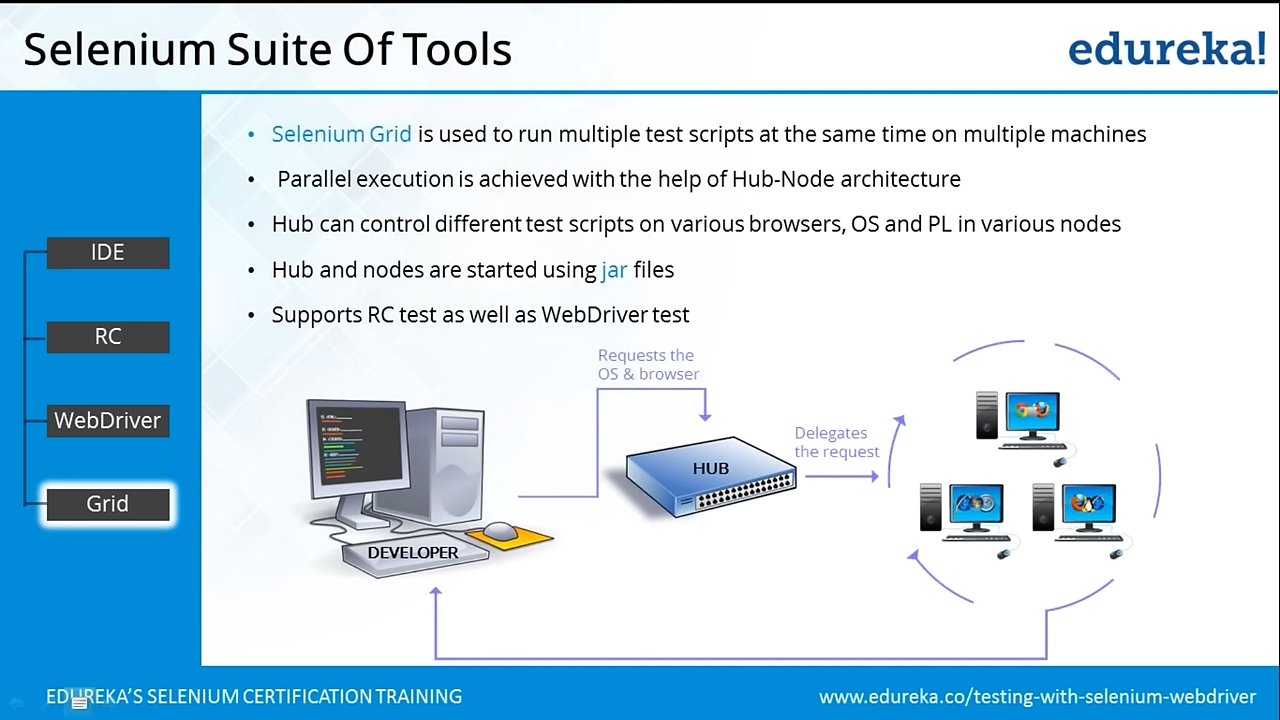 Selenium Suite Of Tools
edureka!
• Selenium Grid is used to run multiple test scripts at the same time on multiple machines
• Parallel execution is achieved with the help of Hub-Node architecture
• Hub can control different test scripts on various browsers, OS and PL in various nodes
• Hub and nodes are started using jar files
• Supports RC test as well as WebDriver test
IDE
RC
WebDriver
Grid
Requests the
OS & browser
HUB
Delegates
the request
DEVELOPER
EDUREKA'S SELENIUM CERTIFICATION TRAINING
www.edureka.co/testing-with-selenium-webdriver